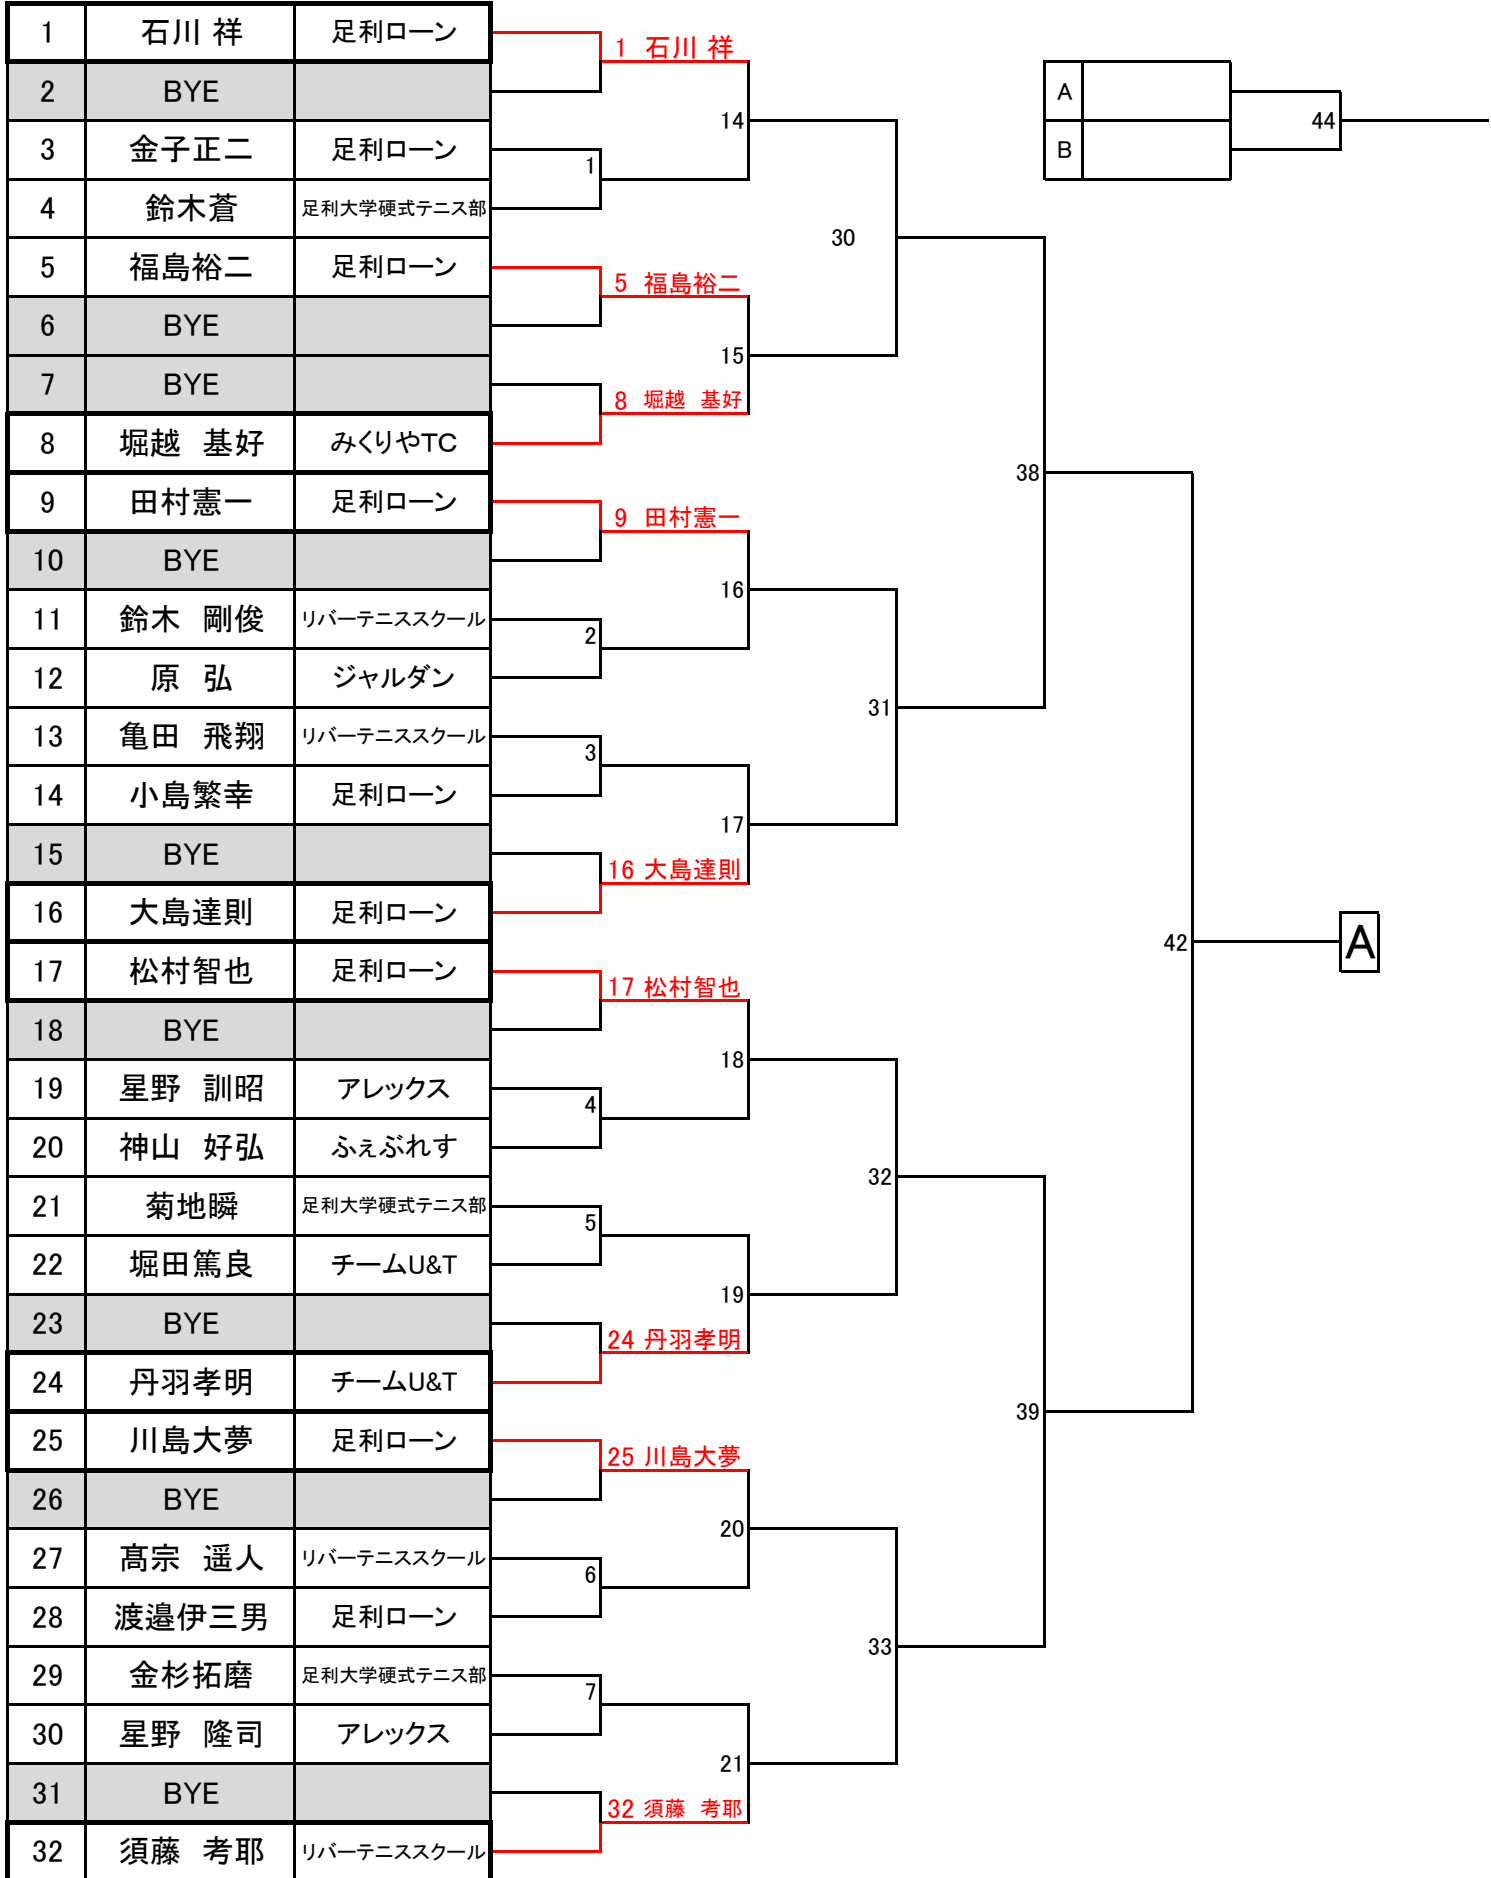 1 石川 祥 足利ローン
1 石川 祥
2 BYE
A
14
44
3 金子正二 足利ローン
1
B
4 鈴木蒼 足利大学硬式テニス部
30
5 福島裕二 足利ローン
5 福島裕二
6 BYE
15
7 BYE
8 堀越 基好
8 堀越 基好 みくりやTC
38
9 田村憲一 足利ローン
9 田村憲一
10 BYE
16
11 鈴木 剛俊 リバーテニススクール
2
12 原 弘 ジャルダン
31
13 亀田 飛翔 リバーテニススクール
3
14 小島繁幸 足利ローン
17
15 BYE
16 大島達則
16 大島達則 足利ローン
42
A
17 松村智也 足利ローン
17 松村智也
18 BYE
18
19 星野 訓昭 アレックス
4
20 神山 好弘 ふぇぶれす
32
21 菊地瞬 足利大学硬式テニス部
5
22 堀田篤良 チームU&T
19
23 BYE
24 丹羽孝明
24 丹羽孝明 チームU&T
39
25 川島大夢 足利ローン
25 川島大夢
26 BYE
20
27 髙宗 遥人 リバーテニススクール
6
28 渡邉伊三男 足利ローン
33
29 金杉拓磨 足利大学硬式テニス部
7
30 星野 隆司 アレックス
21
31 BYE
32 須藤 考耶
32 須藤 考耶 リバーテニススクール